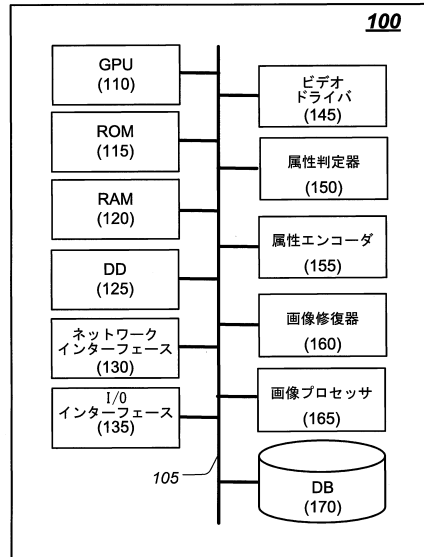 100
GPU
(110)
ROM
(115)
RAM
(120)
DD
(125)
ネットワーク
インターフェース
(130)
I/O
インターフェース
(135)
105
ビデオ
ドライバ
(145)
属性判定器
(150)
属性エンコーダ
(155)
画像修復器
(160)
画像プロセッサ
(165)
DB
(170)